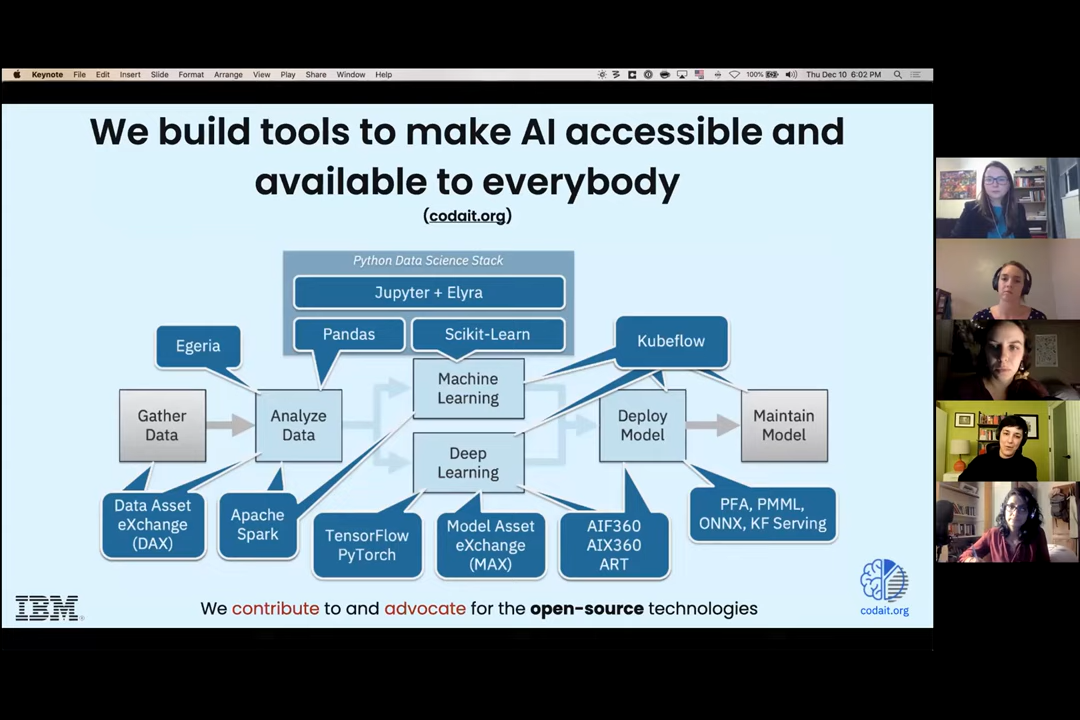 Keynote File Edit Insert Slide Format Arrange View Play Share Window Help
100% Thu Dec 10 6:02 PM
We build tools to make AI accessible and
available to everybody
(codait.org)
Python Data Science Stack
Jupyter + Elyra
Pandas
Scikit-Learn
Egeria
Kubeflow
Gather
Data
Analyze
Data
Machine
Learning
Deep
Learning
Deploy
Model
Maintain
Model
Data Asset
eXchange
(DAX)
Apache
Spark
TensorFlow
PyTorch
Model Asset
eXchange
(MAX)
AIF360
AIX360
ART
PFA, PMML,
ONNX, KF Serving
IBM
We contribute to and advocate for the open-source technologies
codait.org